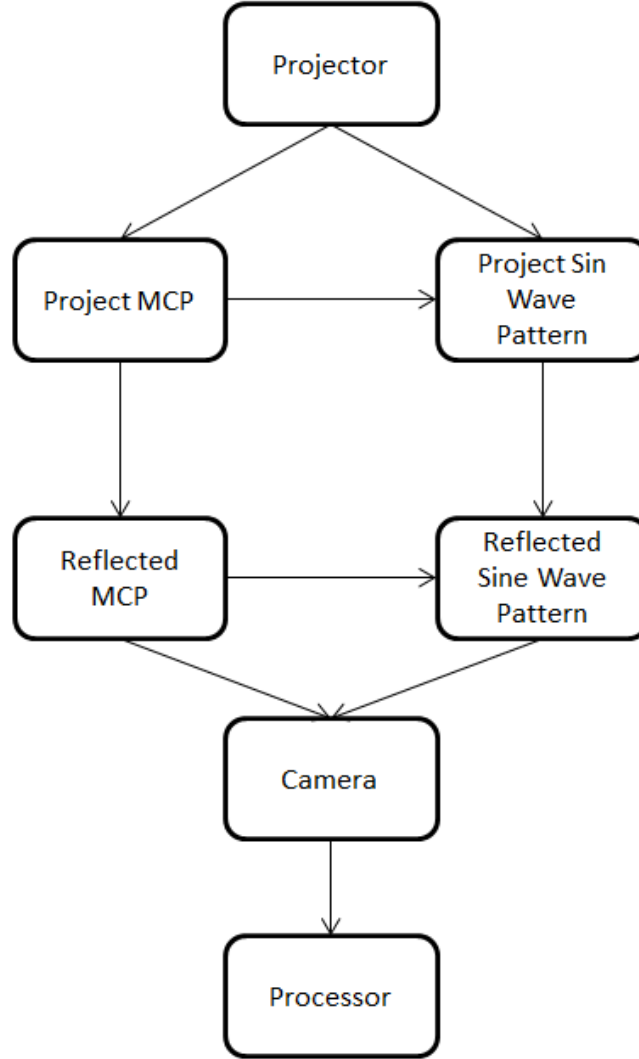 Projector
Project MCP
Project Sin
Wave
Pattern
Reflected
MCP
Reflected
Sine Wave
Pattern
Camera
Processor